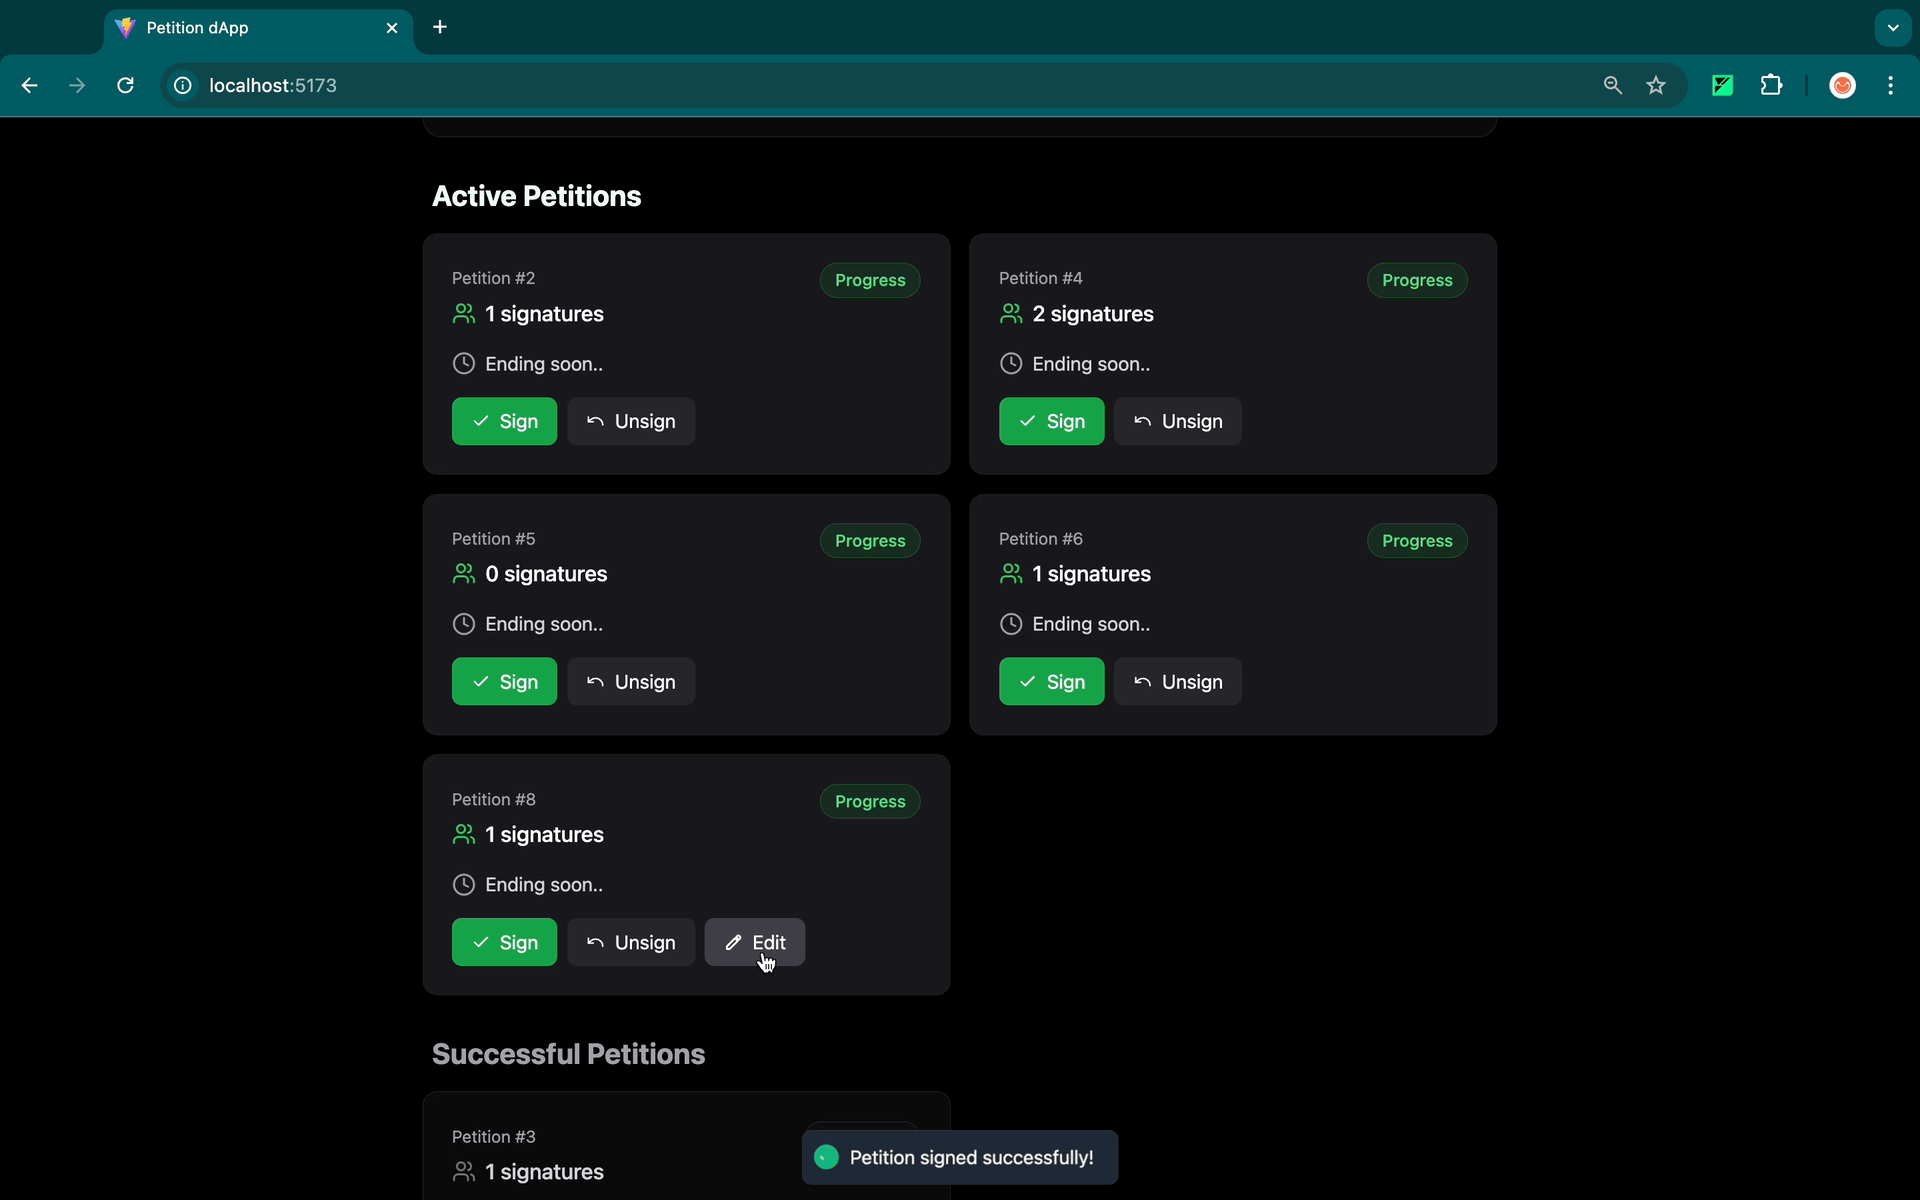 Petition dApp
localhost:5173
Active Petitions
Petition #2
Progress
1 signatures
Ending soon..
Sign
Unsign
Petition #4
Progress
2 signatures
Ending soon..
Sign
Unsign
Petition #5
Progress
0 signatures
Ending soon..
Sign
Unsign
Petition #6
Progress
1 signatures
Ending soon..
Sign
Unsign
Petition #8
Progress
1 signatures
Ending soon..
Sign
Unsign
Edit
Successful Petitions
Petition #3
1 signatures
Petition signed successfully!